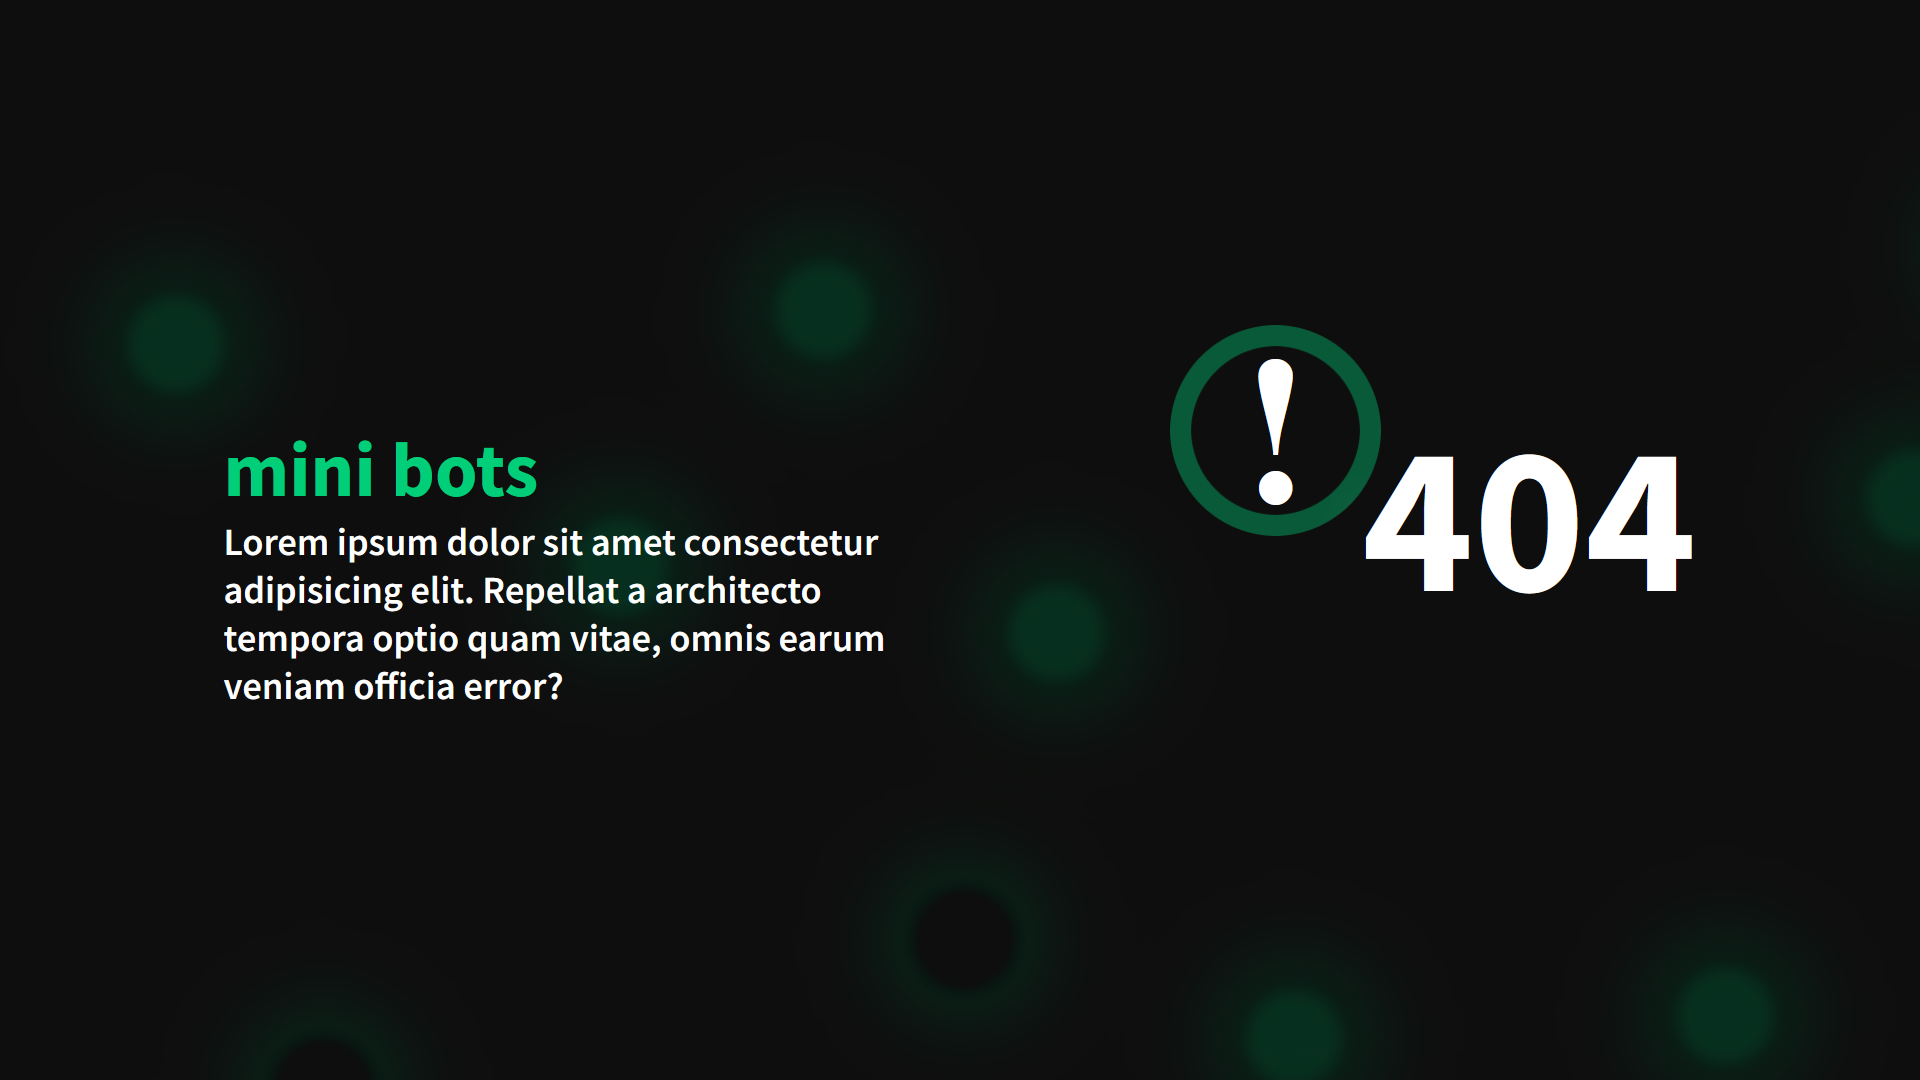 mini bots
Lorem ipsum dolor sit amet consectetur
adipisicing elit. Repellat a architecto
tempora optio quam vitae, omnis earum
veniam officia error?
!
404